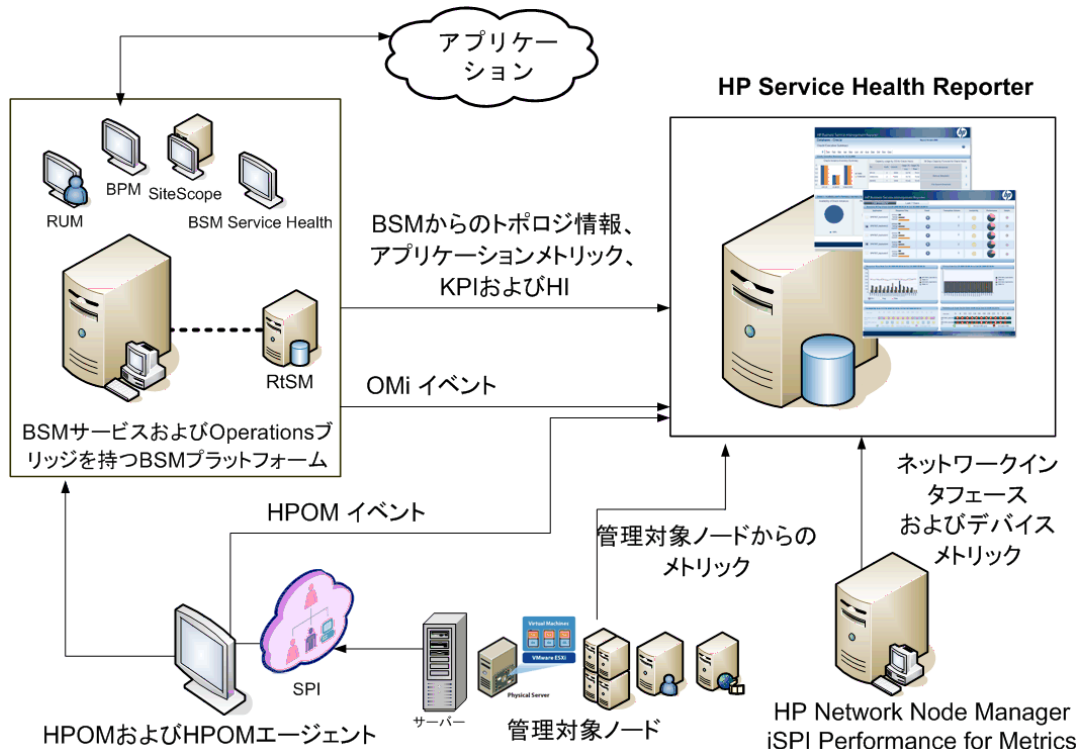 アプリケー
ション
HP Service Health Reporter
RUM
BPM
SiteScope
BSM Service Health
BSMからのトポロジ情報、
アプリケーションメトリック、
KPIおよびHI
RtSM
OMi イベント
BSMサービスおよびOperationsブ
リッジを持つBSMプラットフォーム
HPOM イベント
管理対象ノードからの
メトリック
ネットワークイン
タフェース
およびデバイス
メトリック
SPI
Virtual Machines
VMware ESXi
Physical Server
サーバー
管理対象ノード
HPOMおよびHPOMエージェント
HP Network Node Manager
iSPI Performance for Metrics